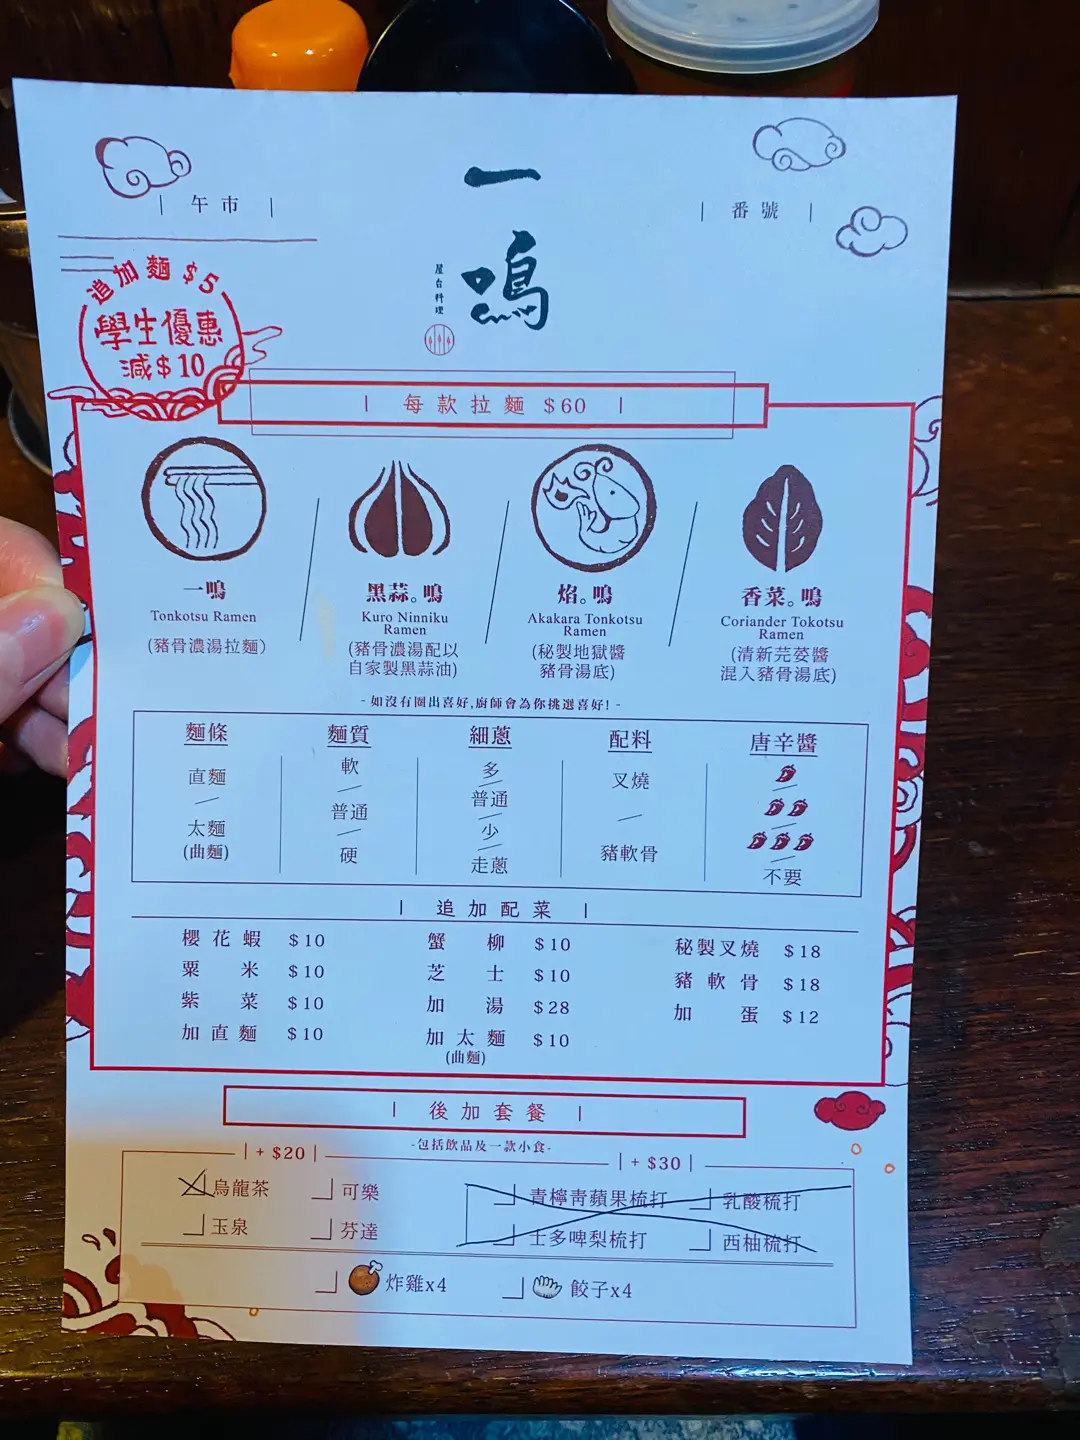 | 午市 |
| 番號 |
一鳴
屋台料理
追加麵 $5
學生優惠
減$10
| 每款拉麵 $60 |
一鳴
Tonkotsu Ramen
(豬骨濃湯拉麵)
黑蒜。鳴
Kuro Ninniku
Ramen
(豬骨濃湯配以
自家製黑蒜油)
焰。鳴
Akakara Tonkotsu
Ramen
(秘製地獄醬
豬骨湯底)
香菜。鳴
Coriander Tokotsu
Ramen
(清新芫荽醬
混入豬骨湯底)
- 如沒有圈出喜好,廚師會為你挑選喜好! -
麵條
直麵
太麵
(曲麵)
麵質
軟
普通
硬
細蔥
多
普通
少
走蔥
配料
叉燒
豬軟骨
唐辛醬
不要
| 追加配菜 |
櫻花蝦 $10
粟米 $10
紫菜 $10
加直麵 $10
蟹柳 $10
芝士 $10
加湯 $28
加太麵 $10
(曲麵)
秘製叉燒 $18
豬軟骨 $18
加蛋 $12
| 後加套餐 |
-包括飲品及一款小食-
| + $20 |
| + $30 |
烏龍茶
可樂
玉泉
芬達
青檸青蘋果梳打
乳酸梳打
士多啤梨梳打
西柚梳打
炸雞x4
餃子x4